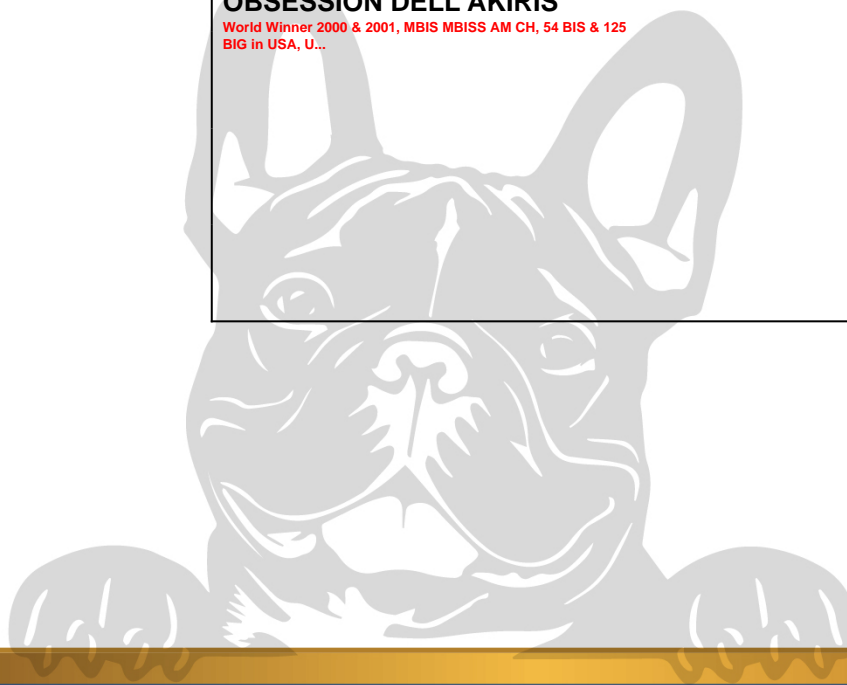 OBSESSION DELL'AKIRIS
World Winner 2000 & 2001, MBIS MBISS AM CH, 54 BIS & 125
BIG in USA, U...